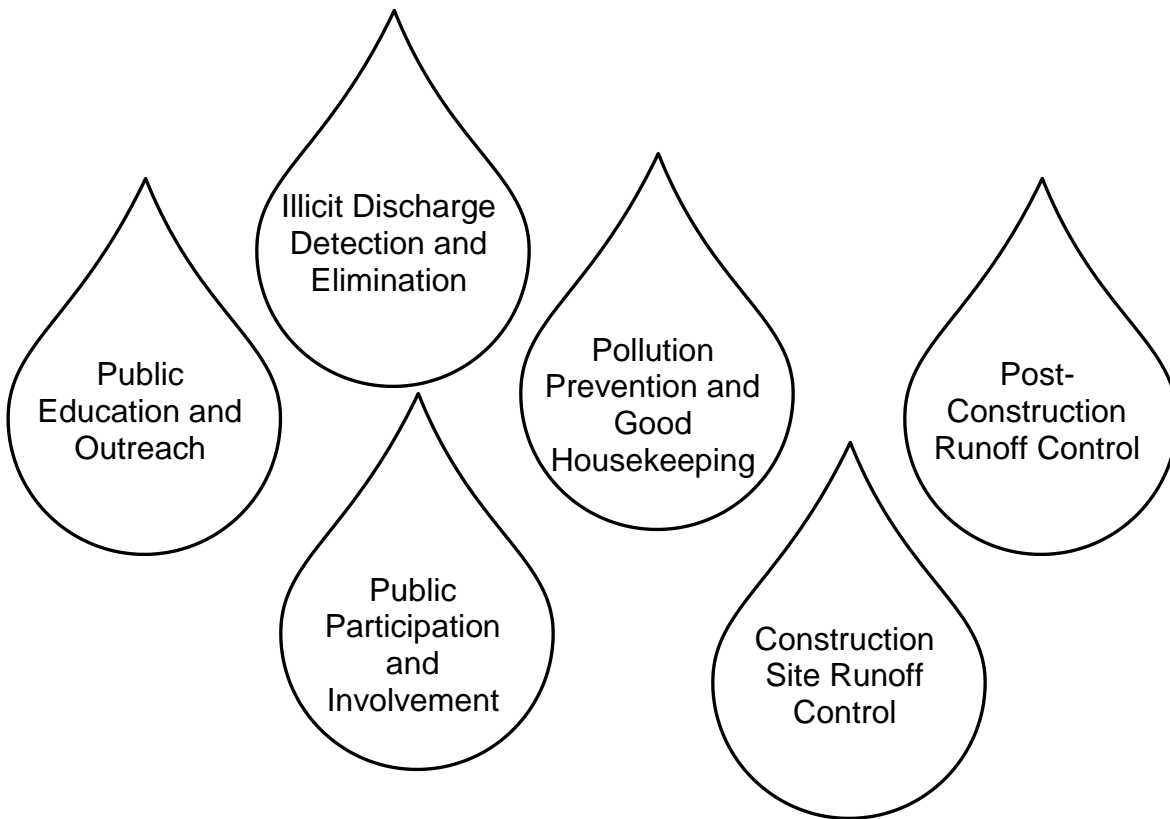 Illicit Discharge
Detection and
Elimination
Public
Education and
Outreach
Pollution
Prevention and
Good
Housekeeping
Post-
Construction
Runoff Control
Public
Participation
and
Involvement
Construction
Site Runoff
Control